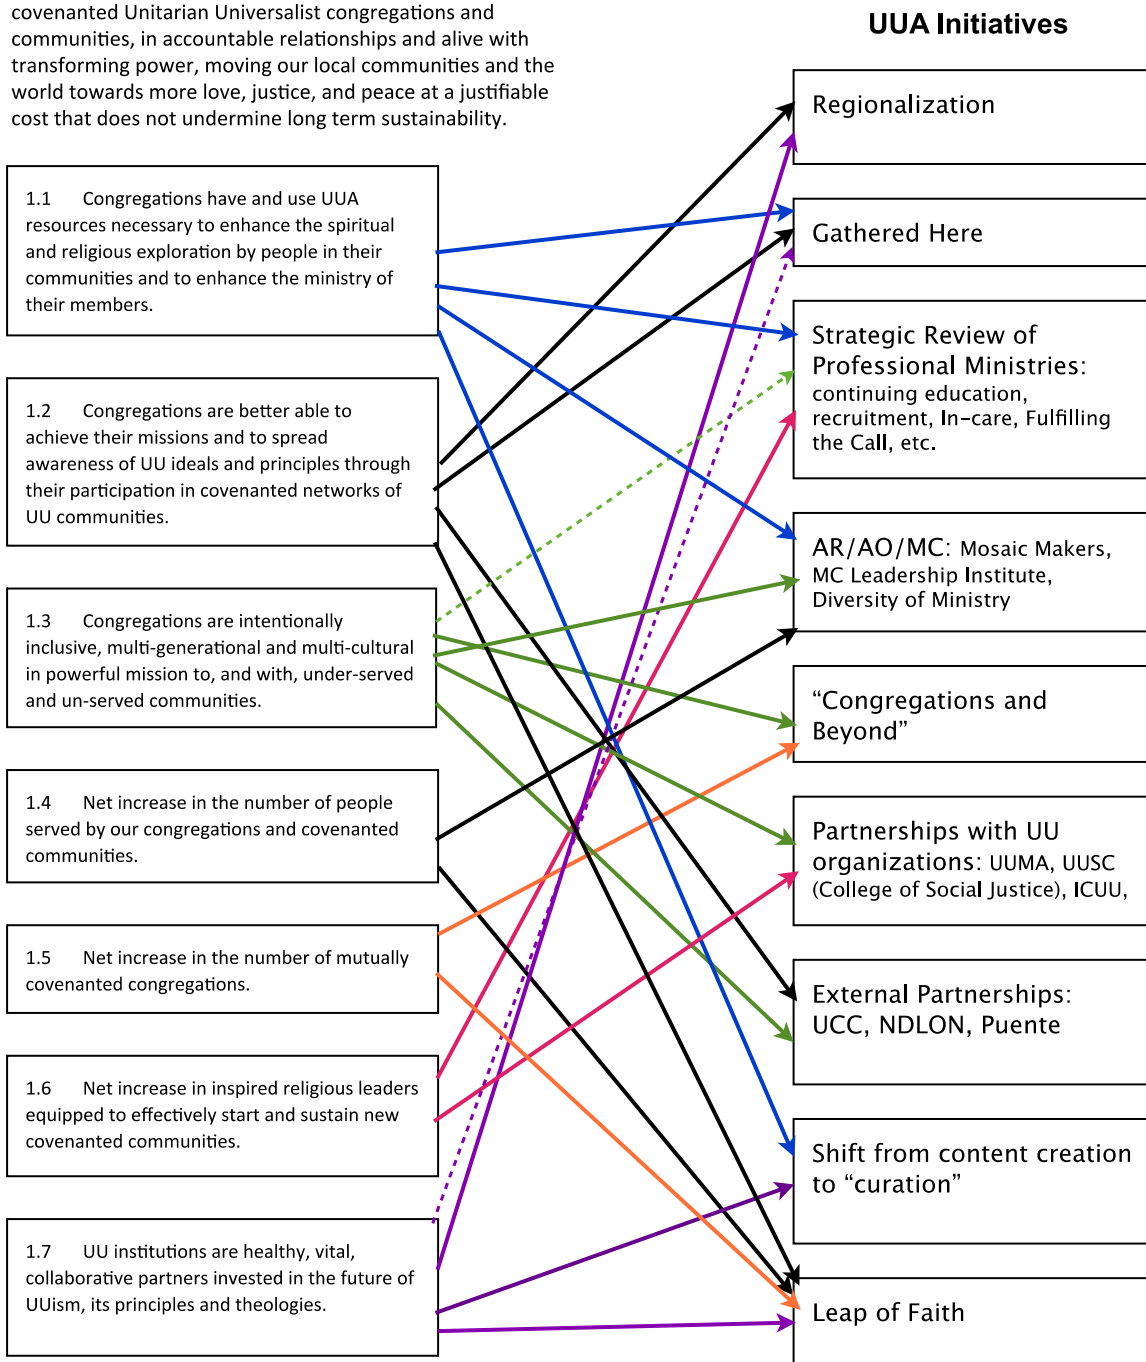 covenanted Unitarian Universalist congregations and
communities, in accountable relationships and alive with
transforming power, moving our local communities and the
world towards more love, justice, and peace at a justifiable
cost that does not undermine long term sustainability.
1.1 Congregations have and use UUA
resources necessary to enhance the spiritual
and religious exploration by people in their
communities and to enhance the ministry of
their members.
1.2 Congregations are better able to
achieve their missions and to spread
awareness of UU ideals and principles through
their participation in covenanted networks of
UU communities.
1.3 Congregations are intentionally
inclusive, multi-generational and multi-cultural
in powerful mission to, and with, under-served
and un-served communities.
1.4 Net increase in the number of people
served by our congregations and covenanted
communities.
1.5 Net increase in the number of mutually
covenanted congregations.
1.6 Net increase in inspired religious leaders
equipped to effectively start and sustain new
covenanted communities.
1.7 UU institutions are healthy, vital,
collaborative partners invested in the future of
UUism, its principles and theologies.
UUA Initiatives
Regionalization
Gathered Here
Strategic Review of
Professional Ministries:
continuing education,
recruitment, In-care, Fulfilling
the Call, etc.
AR/AO/MC: Mosaic Makers,
MC Leadership Institute,
Diversity of Ministry
“Congregations and
Beyond”
Partnerships with UU
organizations: UUMA, UUSC
(College of Social Justice), ICUU,
External Partnerships:
UCC, NDLON, Puente
Shift from content creation
to “curation”
Leap of Faith